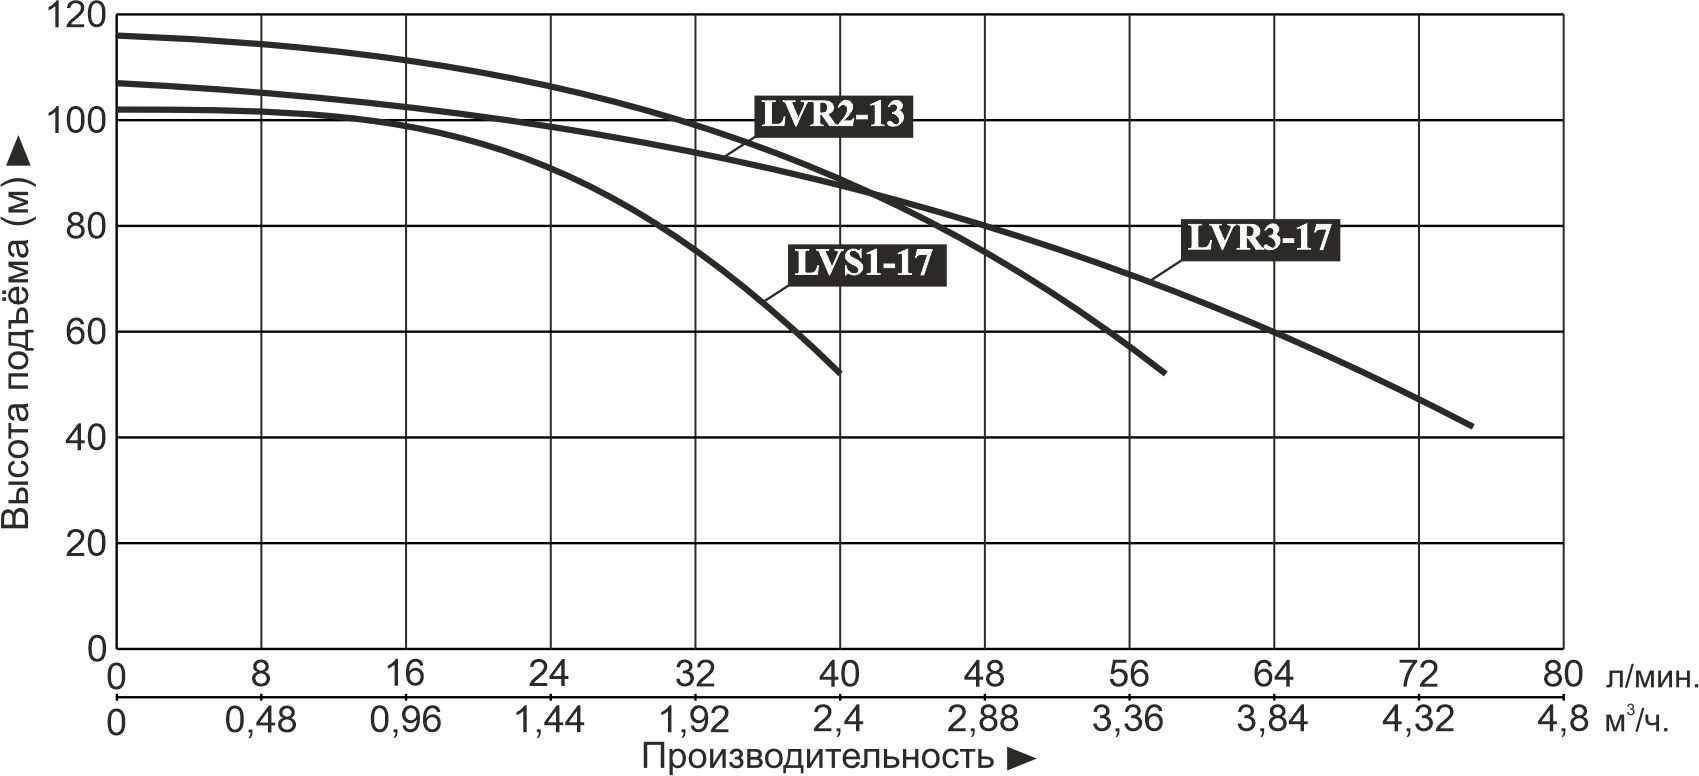 120
100
80
60
40
20
0
Высота подъёма (м) ►
LVR2-13
LVR3-17
LVS1-17
0 8 16 24 32 40 48 56 64 72 80 л/мин.
0 0,48 0,96 1,44 1,92 2,4 2,88 3,36 3,84 4,32 4,8 м³/ч.
Производительность ►